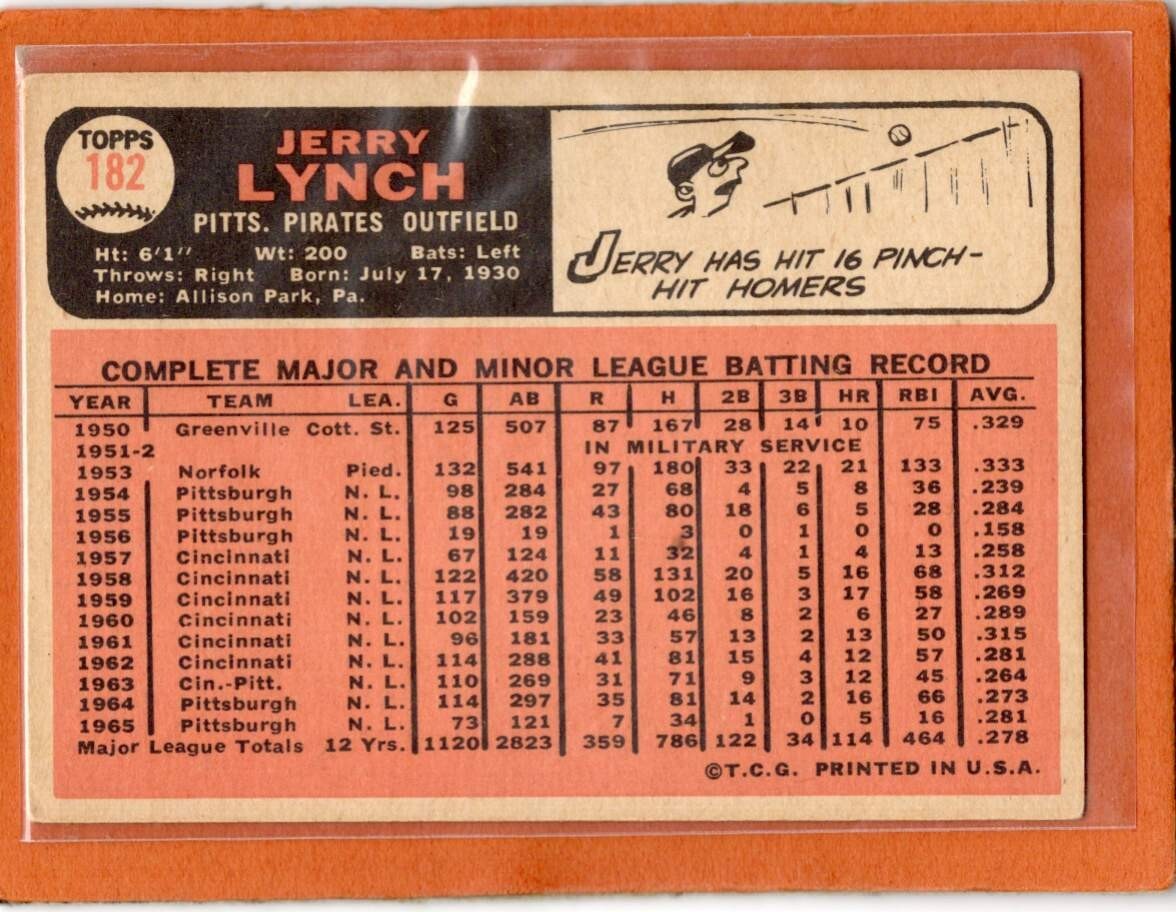 TOPPS
182
JERRY
LYNCH
PITTS. PIRATES OUTFIELD
Ht: 6'1'' Wt: 200 Bats: Left
Throws: Right Born: July 17, 1930
Home: Allison Park, Pa.
JERRY HAS HIT 16 PINCH-
HIT HOMERS
COMPLETE MAJOR AND MINOR LEAGUE BATTING RECORD
YEAR TEAM LEA. G AB R H 2B 3B HR RBI AVG.
1950 Greenville Cott. St. 125 507 87 167 28 14 10 75 .329
1951-2 IN MILITARY SERVICE
1953 Norfolk Pied. 132 541 97 180 33 22 21 133 .333
1954 Pittsburgh N. L. 98 284 27 68 4 5 8 36 .239
1955 Pittsburgh N. L. 88 282 43 80 18 6 5 28 .284
1956 Pittsburgh N. L. 19 19 1 3 0 1 0 0 .158
1957 Cincinnati N. L. 67 124 11 32 4 1 4 13 .258
1958 Cincinnati N. L. 122 420 58 131 20 5 16 68 .312
1959 Cincinnati N. L. 117 379 49 102 16 3 17 58 .269
1960 Cincinnati N. L. 102 159 23 46 8 2 6 27 .289
1961 Cincinnati N. L. 96 181 33 57 13 2 13 50 .315
1962 Cincinnati N. L. 114 288 41 81 15 4 12 57 .281
1963 Cin.-Pitt. N. L. 110 269 31 71 9 3 12 45 .264
1964 Pittsburgh N. L. 114 297 35 81 14 2 16 66 .273
1965 Pittsburgh N. L. 73 121 7 34 1 0 5 16 .281
Major League Totals 12 Yrs. 1120 2823 359 786 122 34 114 464 .278
©T.C.G. PRINTED IN U.S.A.